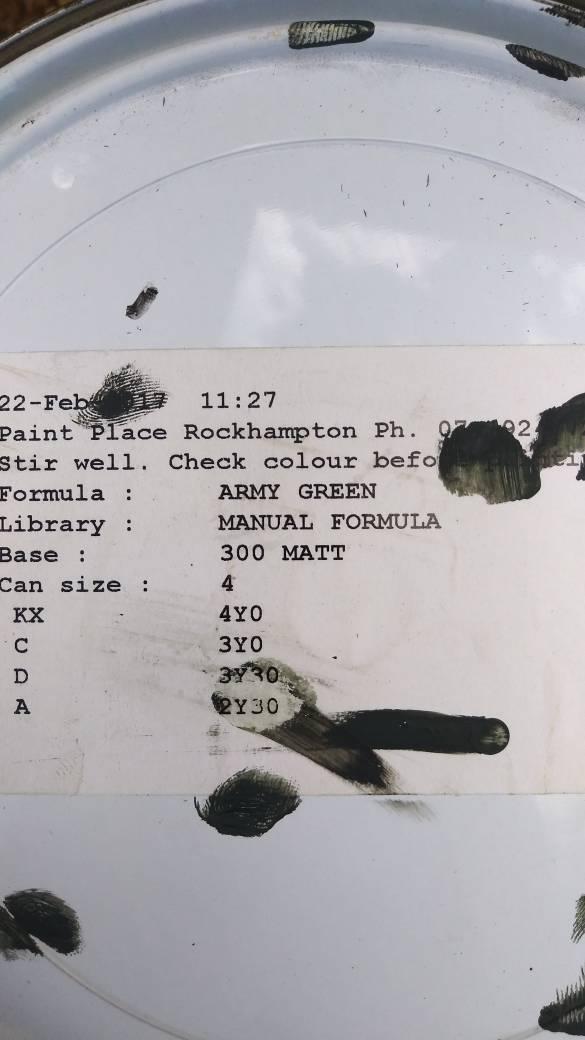 22-Feb 11:27
Paint Place Rockhampton Ph.
Stir well. Check colour
Formula : ARMY GREEN
Library : MANUAL FORMULA
Base : 300 MATT
Can size : 4
KX 4Y0
C 3Y0
D 3Y30
A 2Y30